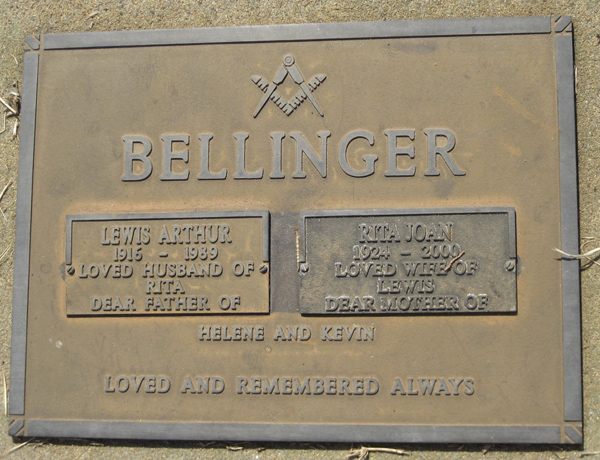 BELLINGER
LEWIS ARTHUR
1916 - 1989
LOVED HUSBAND OF
RITA
DEAR FATHER OF
RITA JOAN
1924 - 2000
LOVED WIFE OF
LEWIS
DEAR MOTHER OF
HELENE AND KEVIN
LOVED AND REMEMBERED ALWAYS